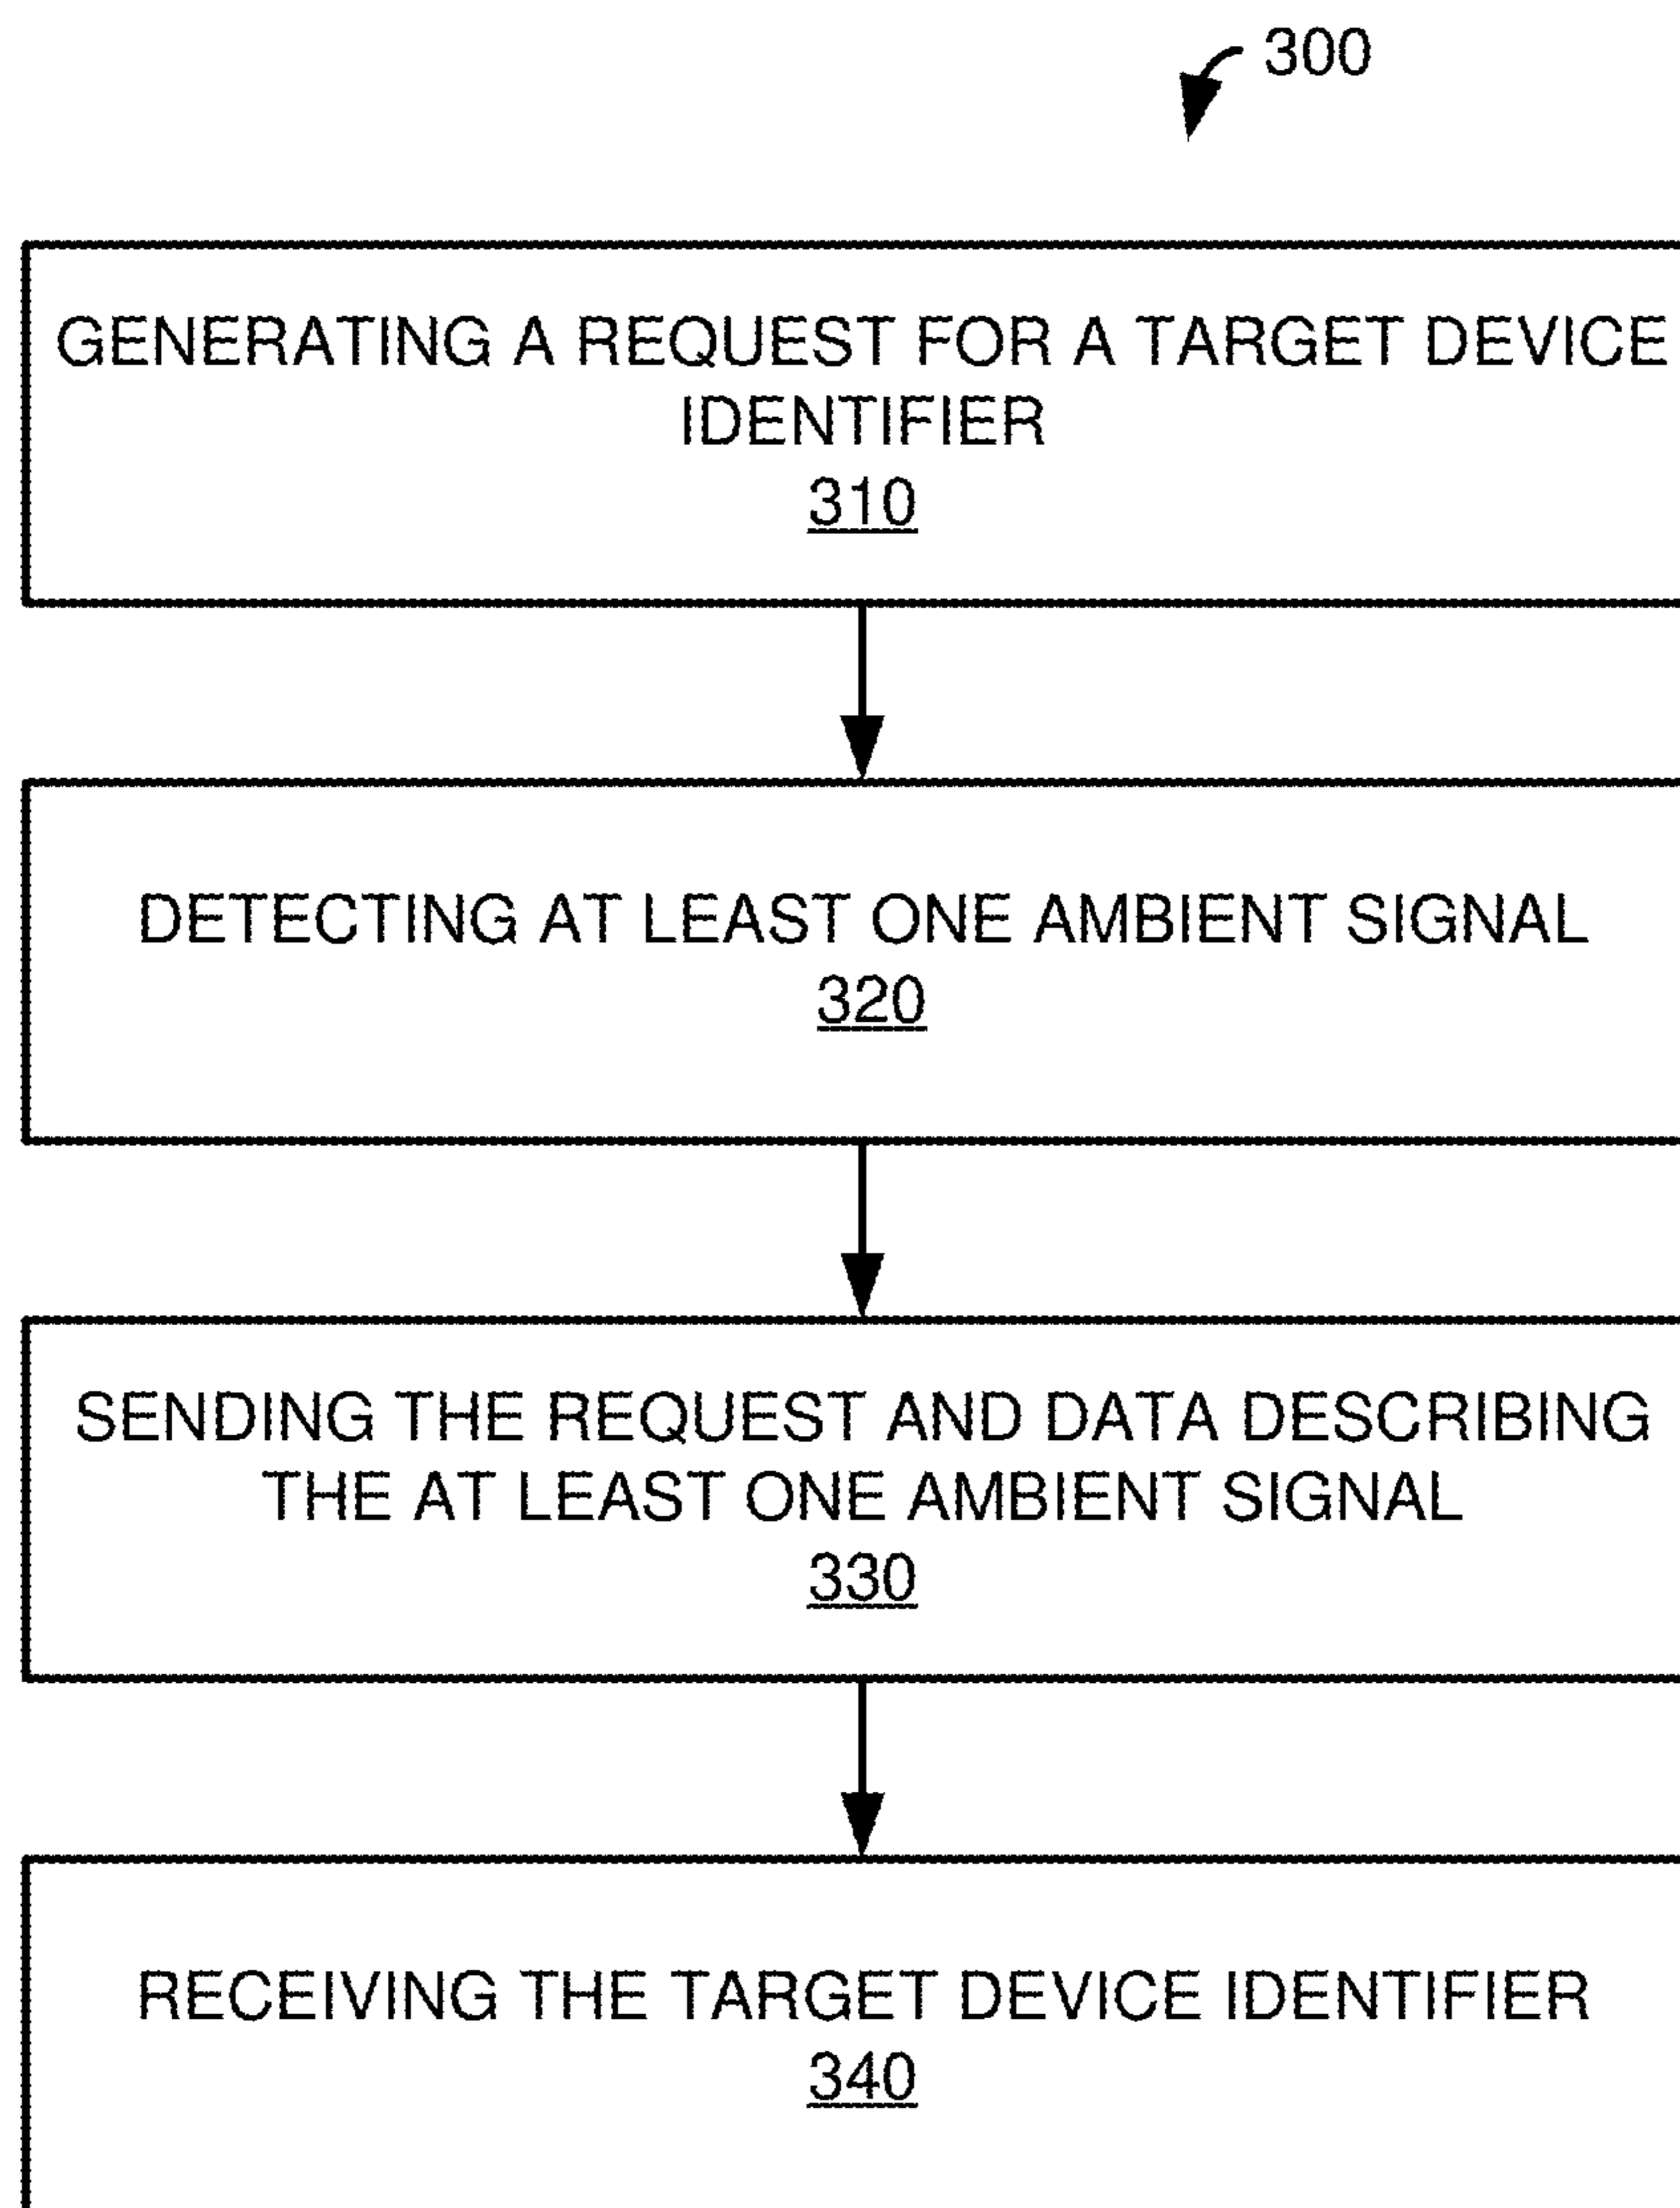 300
GENERATING A REQUEST FOR A TARGET DEVICE
IDENTIFIER
310
DETECTING AT LEAST ONE AMBIENT SIGNAL
320
SENDING THE REQUEST AND DATA DESCRIBING
THE AT LEAST ONE AMBIENT SIGNAL
330
RECEIVING THE TARGET DEVICE IDENTIFIER
340